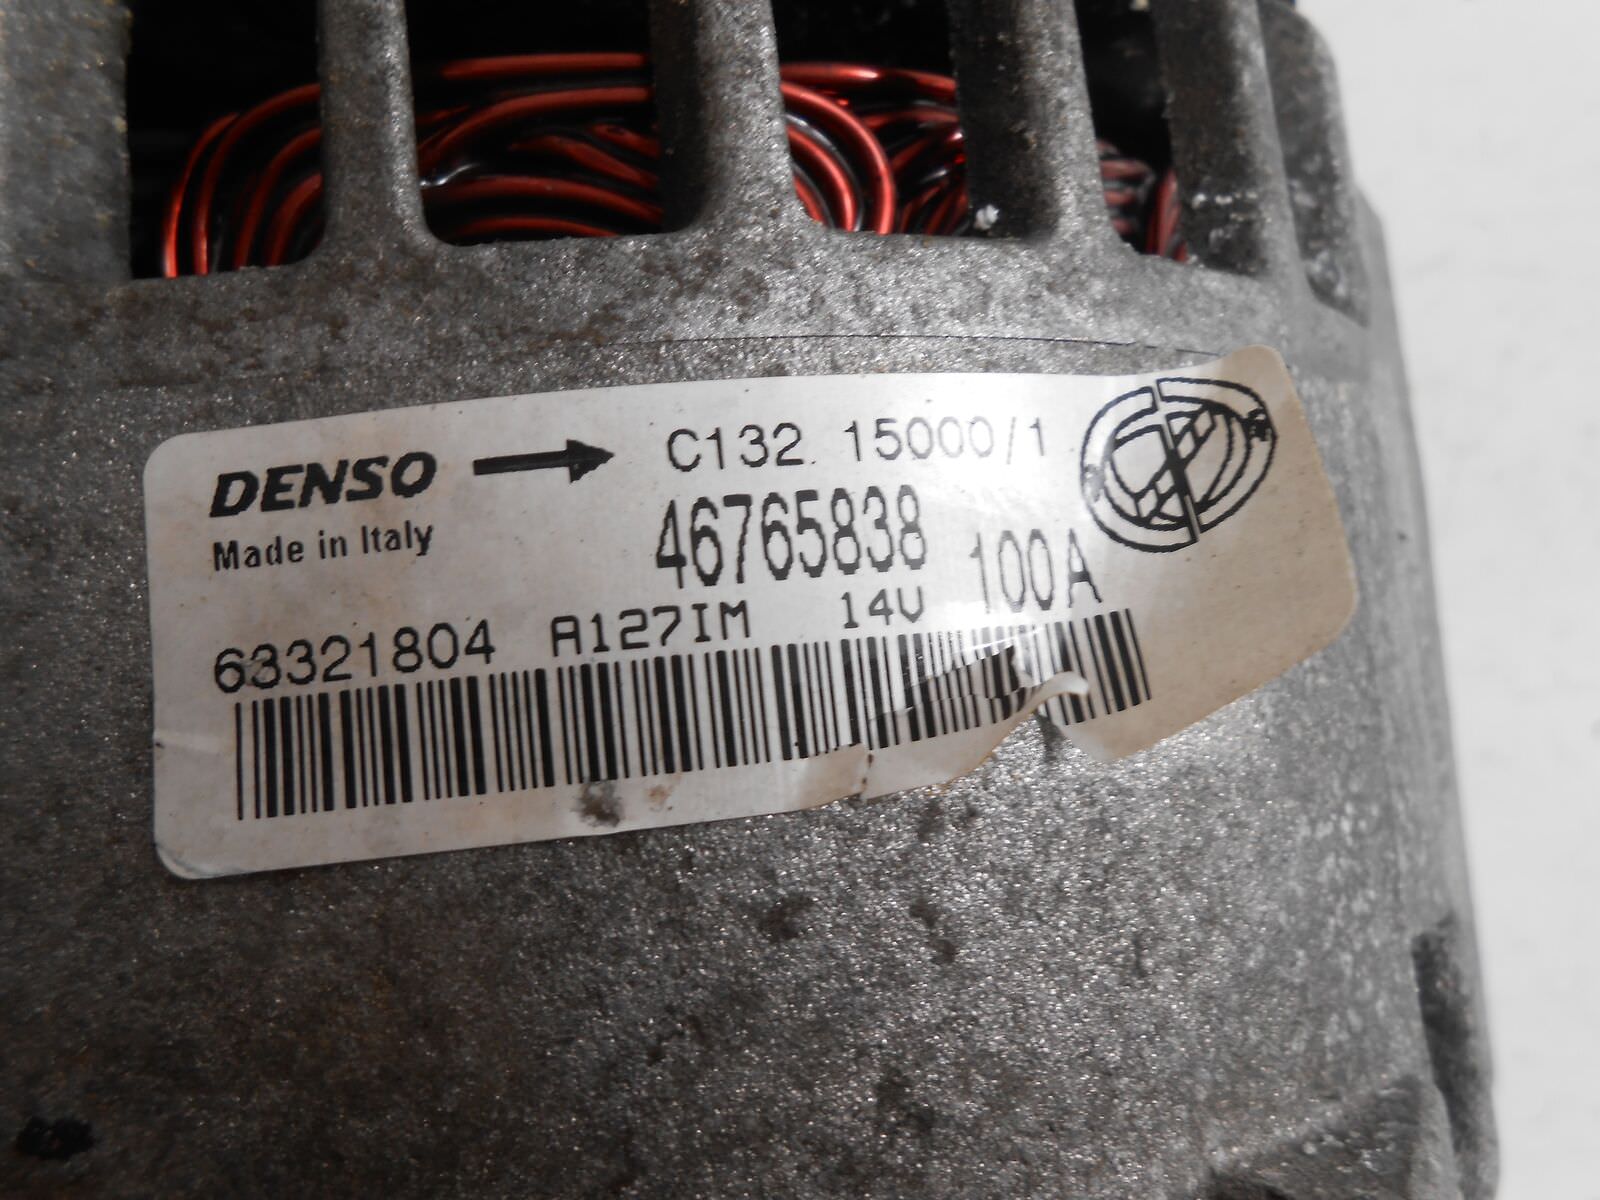 DENSO C132. 15000/1
Made in Italy 46765838 100A
63321804 A127IM 14V